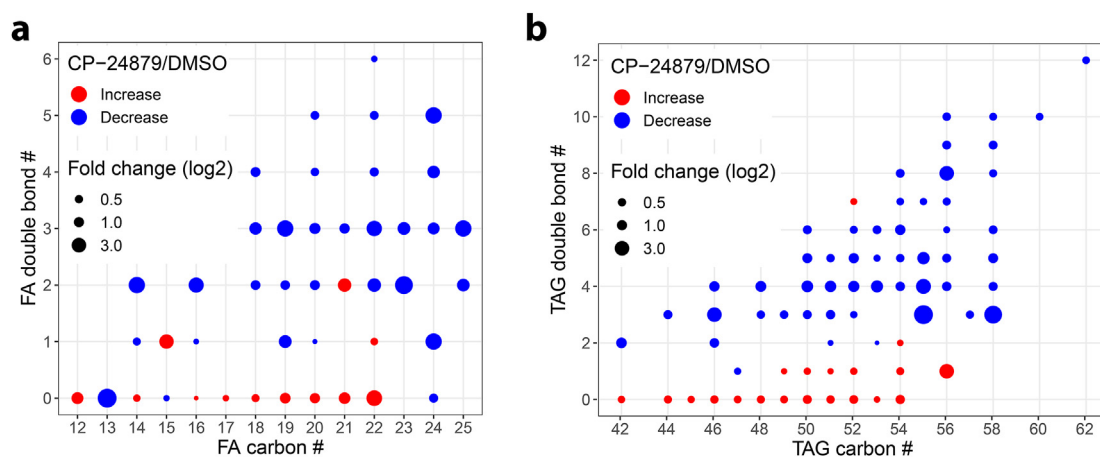 a
CP−24879/DMSO
Increase
Decrease
Fold change (log2)
0.5
1.0
3.0
FA double bond #
6
5
4
3
2
1
0
12 13 14 15 16 17 18 19 20 21 22 23 24 25
FA carbon #
b
CP−24879/DMSO
Increase
Decrease
Fold change (log2)
0.5
1.0
3.0
TAG double bond #
12
10
8
6
4
2
0
42 44 46 48 50 52 54 56 58 60 62
TAG carbon #